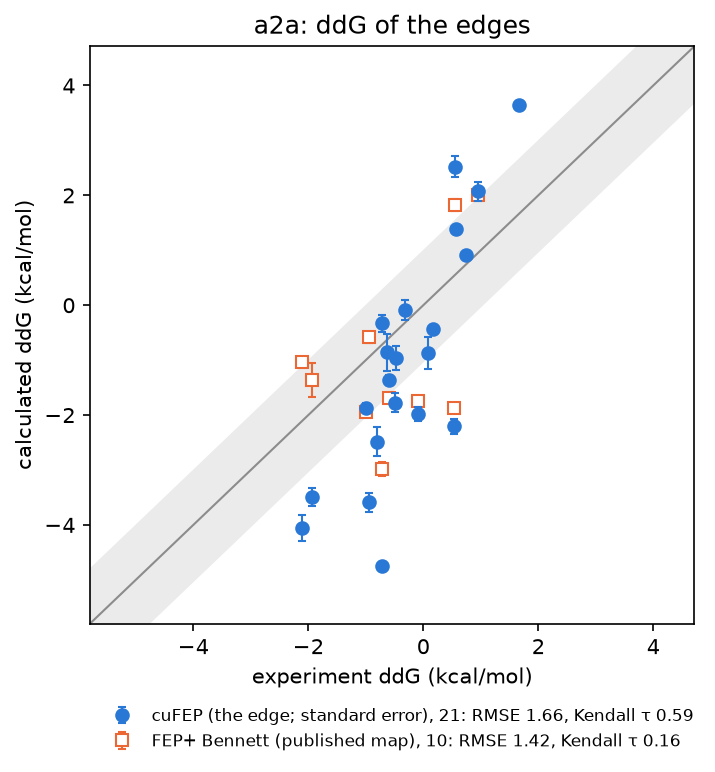 a2a: ddG of the edges
calculated ddG (kcal/mol)
4
2
0
−2
−4
−4
−2
0
2
4
experiment ddG (kcal/mol)
cuFEP (the edge; standard error), 21: RMSE 1.66, Kendall τ 0.59
FEP+ Bennett (published map), 10: RMSE 1.42, Kendall τ 0.16